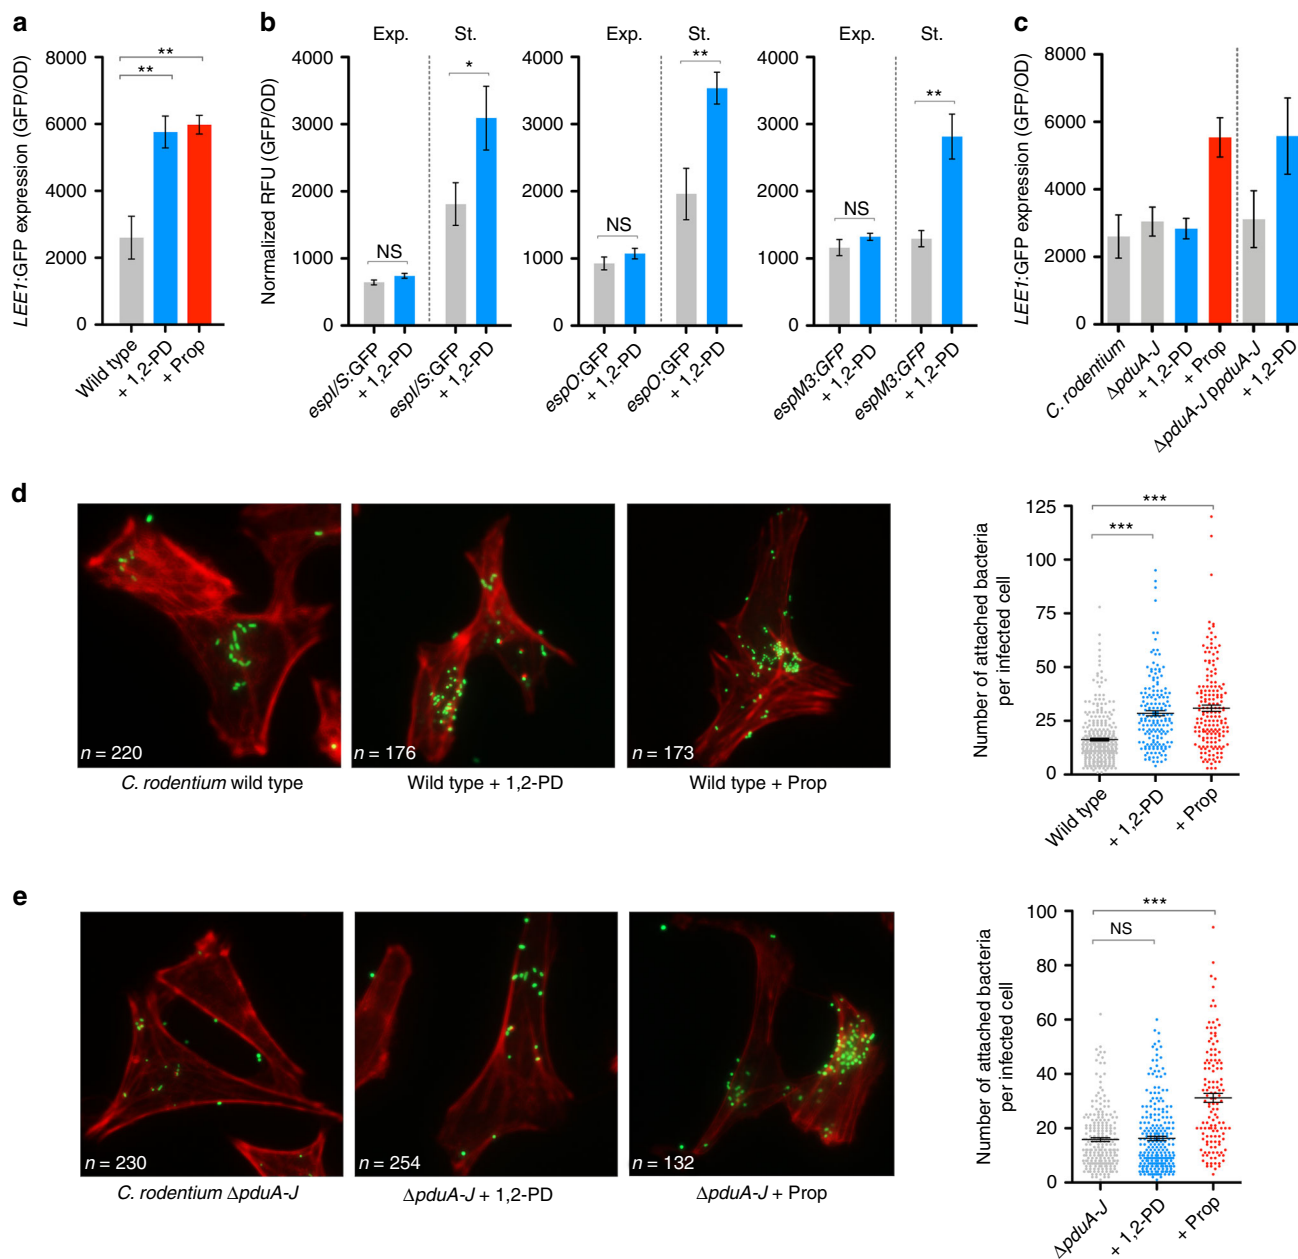 a
LEE1:GFP expression (GFP/OD)
8000
6000
4000
2000
0
**
**
Wild type
+ 1,2-PD
+ Prop
b
Normalized RFU (GFP/OD)
Exp.
St.
4000
3000
2000
1000
0
NS
*
espI/S:GFP
+ 1,2-PD
espI/S:GFP
+ 1,2-PD
Exp.
St.
4000
3000
2000
1000
0
NS
**
espO:GFP
+ 1,2-PD
espO:GFP
+ 1,2-PD
Exp.
St.
4000
3000
2000
1000
0
NS
**
espM3:GFP
+ 1,2-PD
espM3:GFP
+ 1,2-PD
c
LEE1:GFP expression (GFP/OD)
8000
6000
4000
2000
0
C. rodentium
ΔpduA-J
+ 1,2-PD
+ Prop
ΔpduA-J ppduA-J
+ 1,2-PD
d
n = 220
C. rodentium wild type
n = 176
Wild type + 1,2-PD
n = 173
Wild type + Prop
Number of attached bacteria
per infected cell
125
100
75
50
25
0
***
***
Wild type
+ 1,2-PD
+ Prop
e
n = 230
C. rodentium ΔpduA-J
n = 254
ΔpduA-J + 1,2-PD
n = 132
ΔpduA-J + Prop
Number of attached bacteria
per infected cell
100
80
60
40
20
0
***
NS
ΔpduA-J
+ 1,2-PD
+ Prop